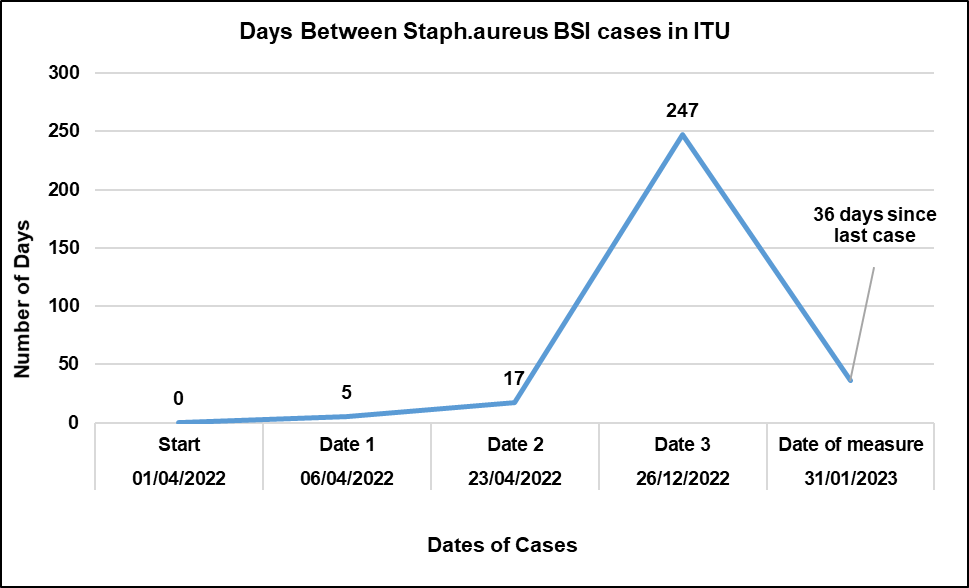 Days Between Staph.aureus BSI cases in ITU
300
250
200
150
100
50
0
Number of Days
0
5
17
247
36 days since
last case
Start
Date 1
Date 2
Date 3
Date of measure
01/04/2022
06/04/2022
23/04/2022
26/12/2022
31/01/2023
Dates of Cases